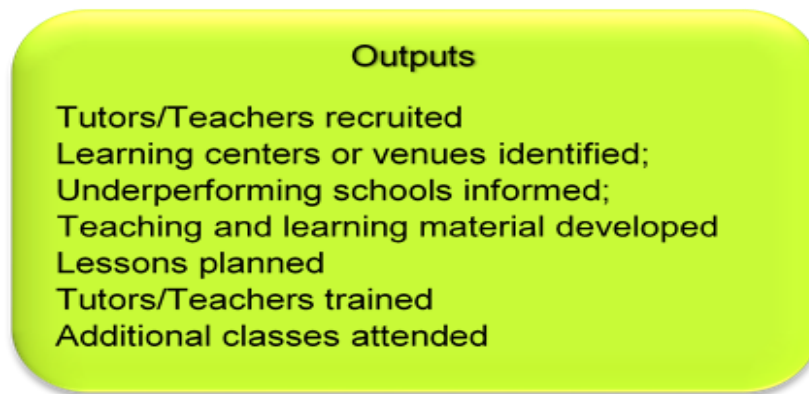 Outputs
Tutors/Teachers recruited
Learning centers or venues identified;
Underperforming schools informed;
Teaching and learning material developed
Lessons planned
Tutors/Teachers trained
Additional classes attended